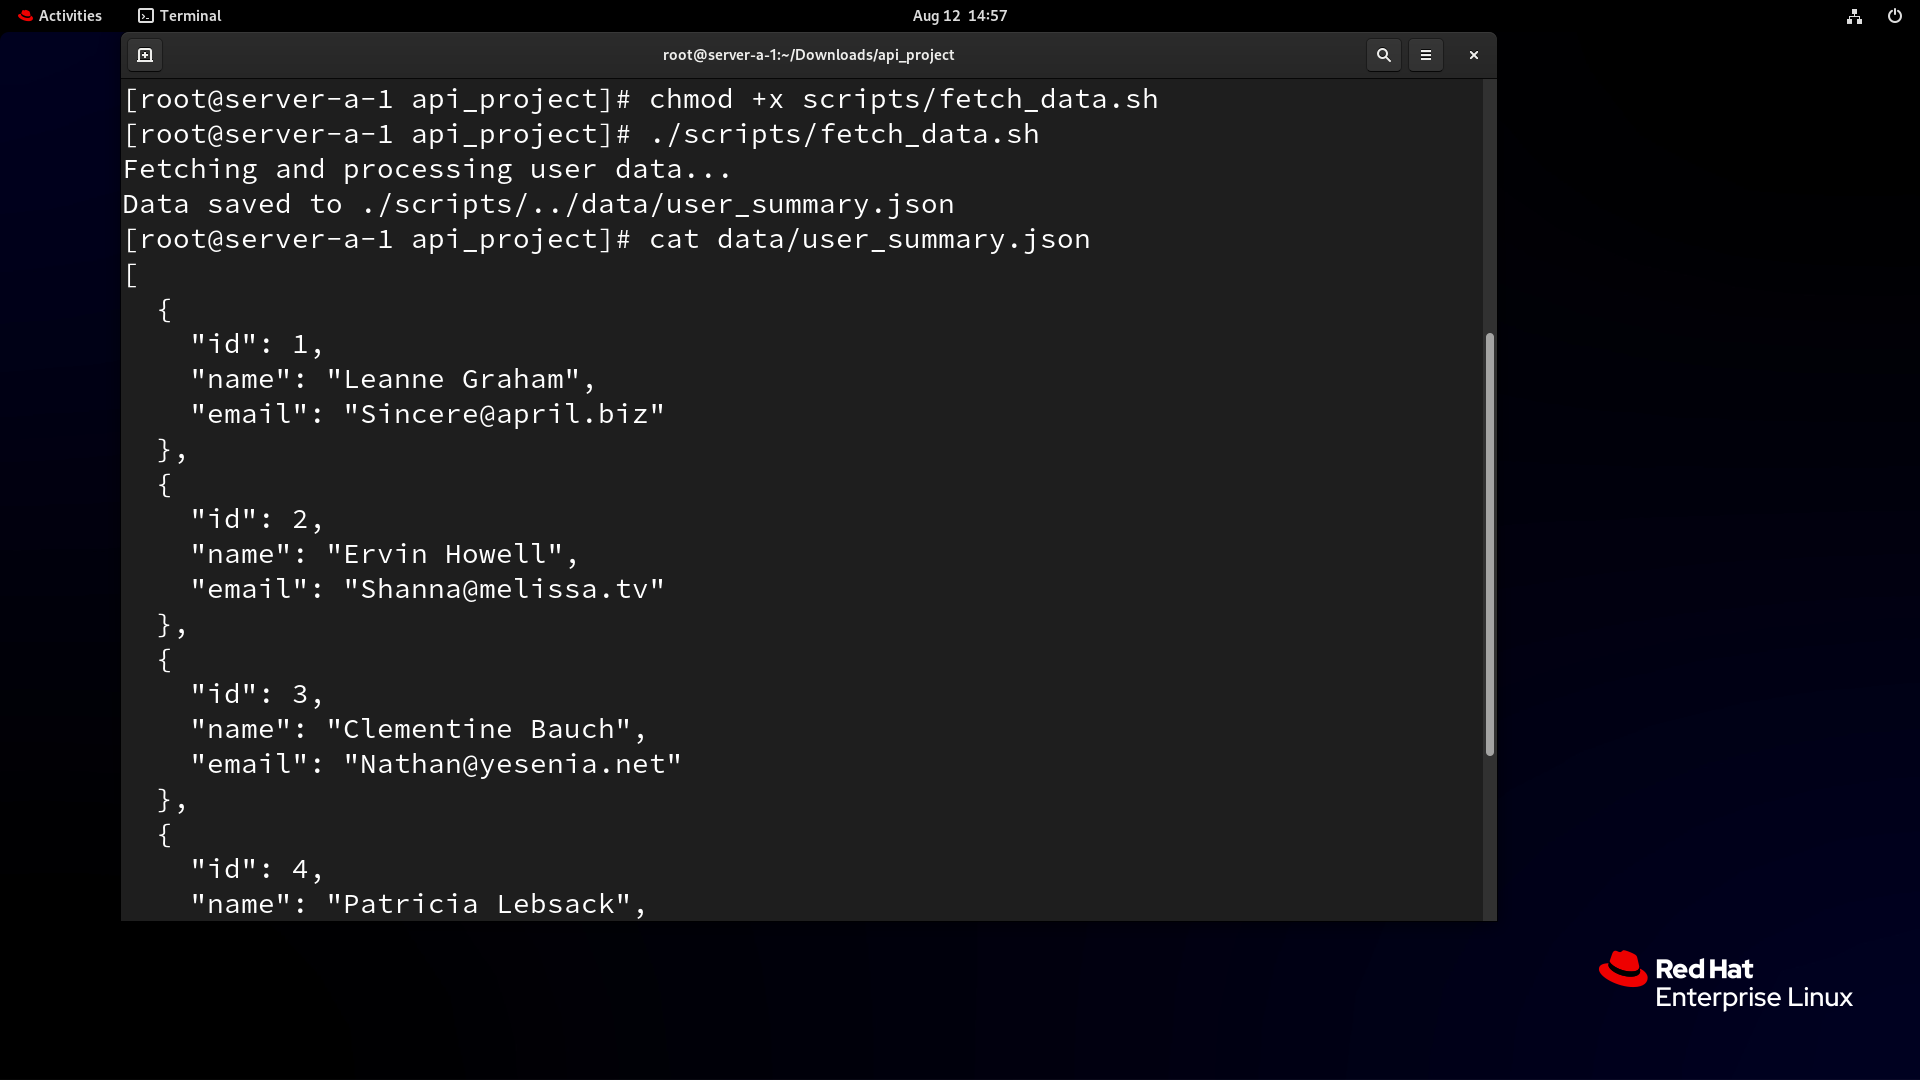 Activities
Terminal
Aug 12 14:57
root@server-a-1:~/Downloads/api_project
[root@server-a-1 api_project]# chmod +x scripts/fetch_data.sh
[root@server-a-1 api_project]# ./scripts/fetch_data.sh
Fetching and processing user data...
Data saved to ./scripts/../data/user_summary.json
[root@server-a-1 api_project]# cat data/user_summary.json
[
  {
    "id": 1,
    "name": "Leanne Graham",
    "email": "Sincere@april.biz"
  },
  {
    "id": 2,
    "name": "Ervin Howell",
    "email": "Shanna@melissa.tv"
  },
  {
    "id": 3,
    "name": "Clementine Bauch",
    "email": "Nathan@yesenia.net"
  },
  {
    "id": 4,
    "name": "Patricia Lebsack",
Red Hat
Enterprise Linux